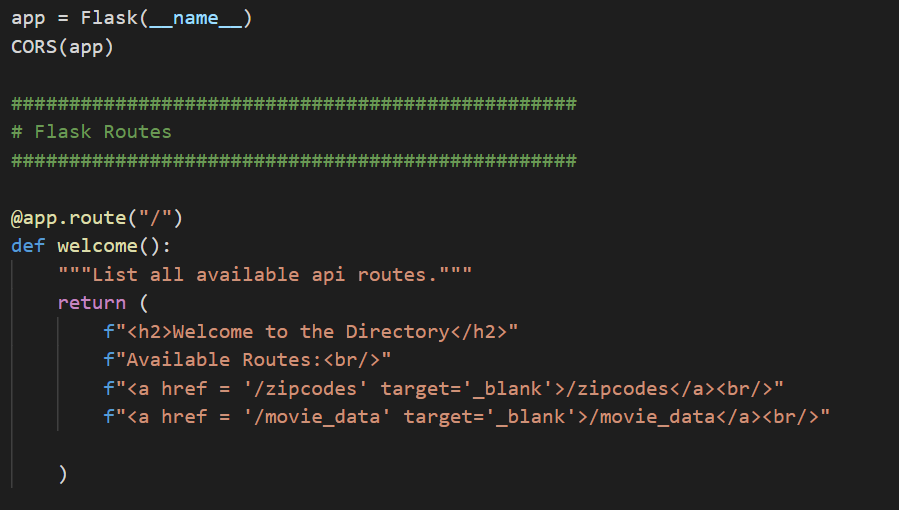 app = Flask(__name__)
CORS(app)
#################################################
# Flask Routes
#################################################
@app.route("/")
def welcome():
"""List all available api routes."""
return (
f"<h2>Welcome to the Directory</h2>"
f"Available Routes:<br/>"
f"<a href = '/zipcodes' target='_blank'>/zipcodes</a><br/>"
f"<a href = '/movie_data' target='_blank'>/movie_data</a><br/>"
)